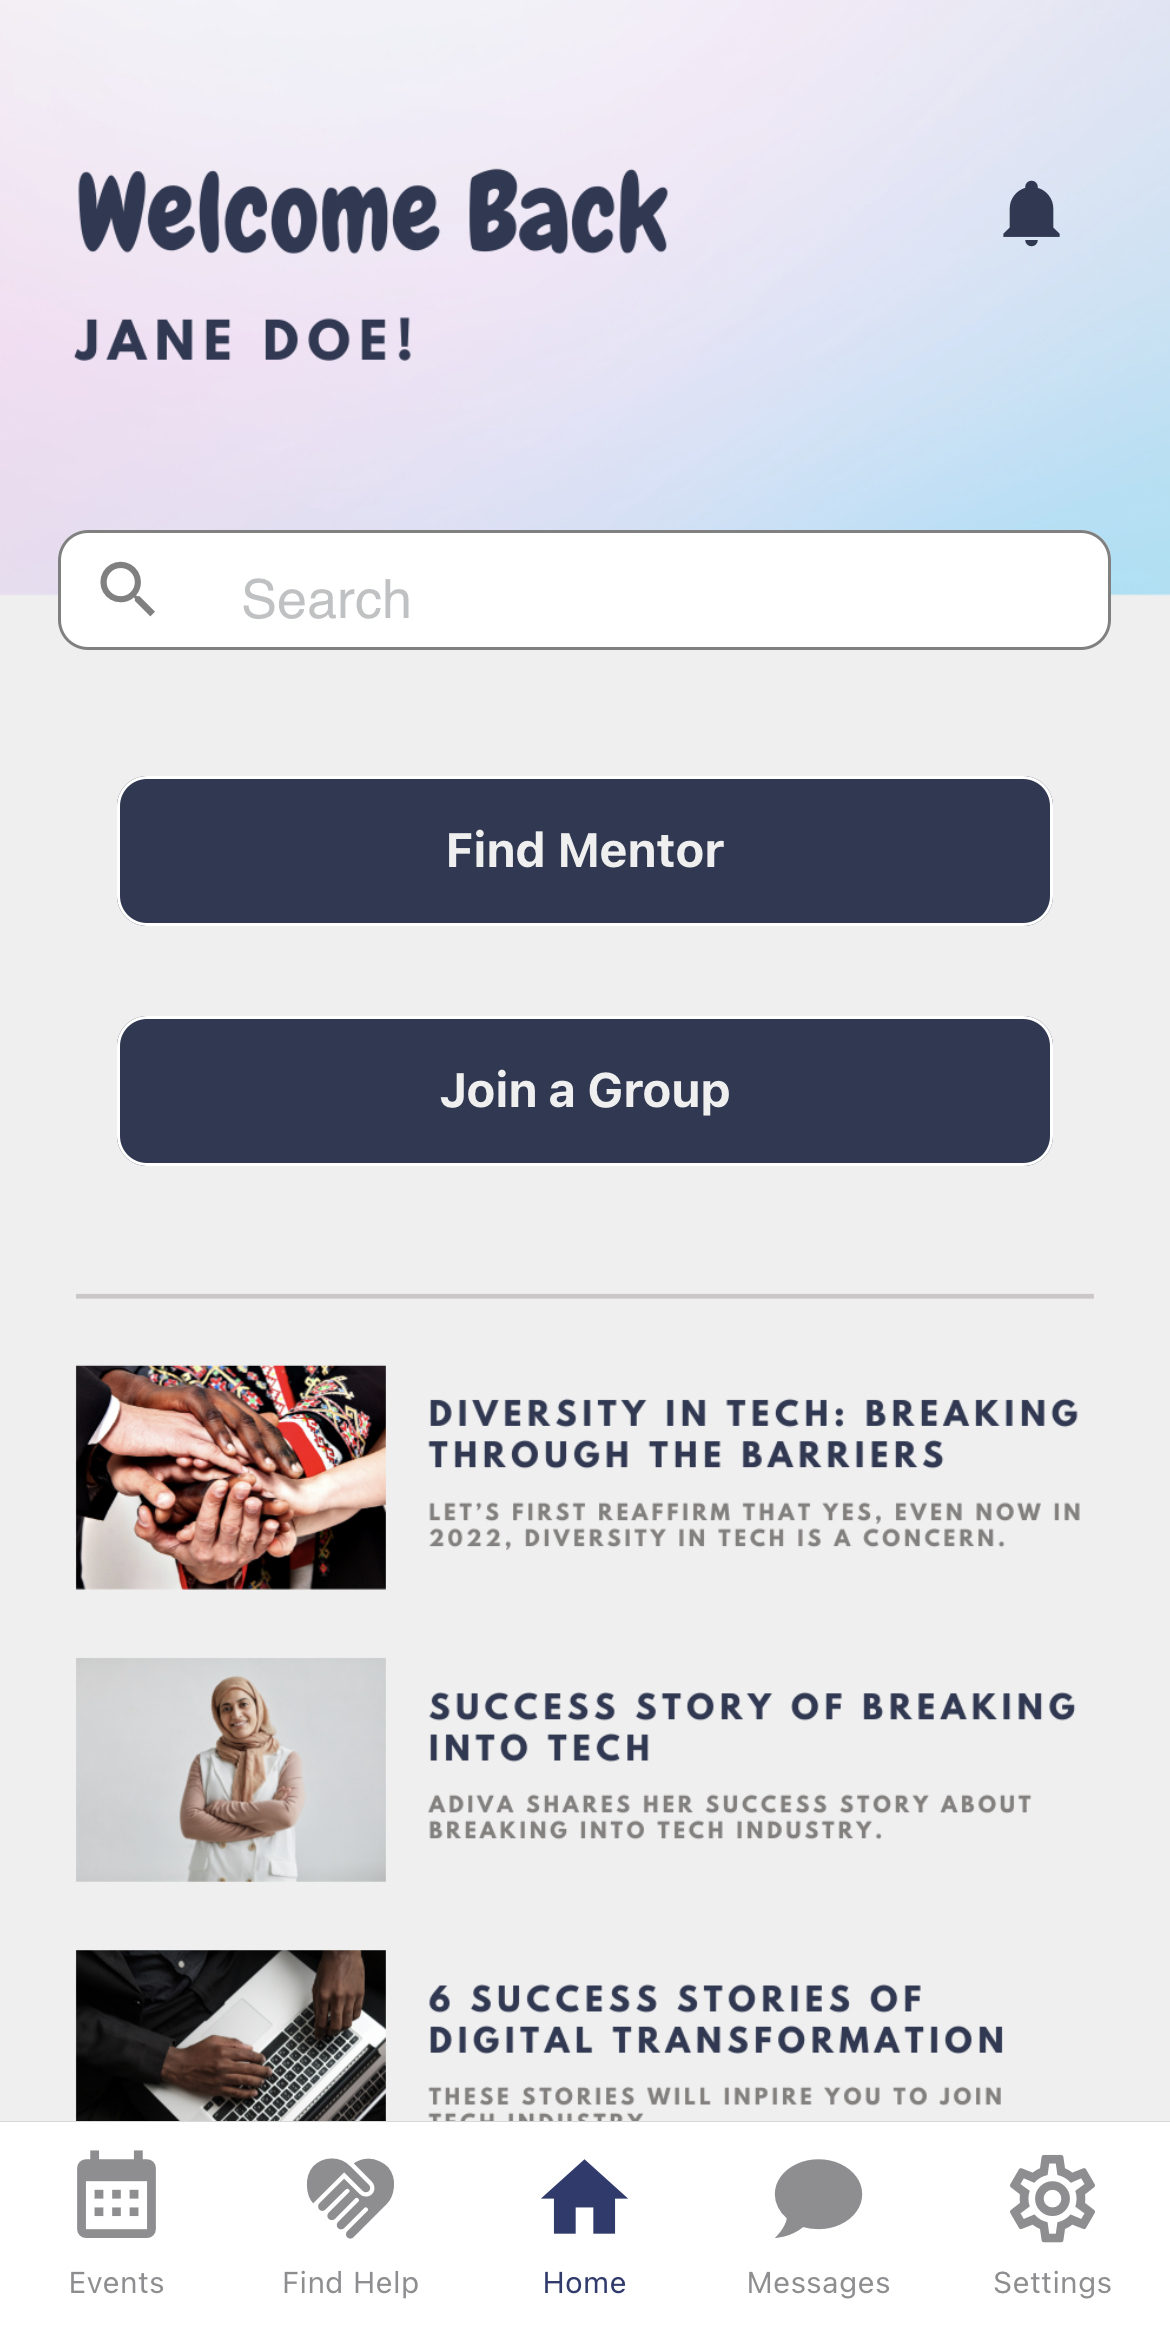 Welcome Back
JANE DOE!
Search
Find Mentor
Join a Group
DIVERSITY IN TECH: BREAKING
THROUGH THE BARRIERS
LET'S FIRST REAFFIRM THAT YES, EVEN NOW IN
2022, DIVERSITY IN TECH IS A CONCERN.
SUCCESS STORY OF BREAKING
INTO TECH
ADIVA SHARES HER SUCCESS STORY ABOUT
BREAKING INTO TECH INDUSTRY.
6 SUCCESS STORIES OF
DIGITAL TRANSFORMATION
THESE STORIES WILL INPIRE YOU TO JOIN
TECH INDUSTRY
Events
Find Help
Home
Messages
Settings